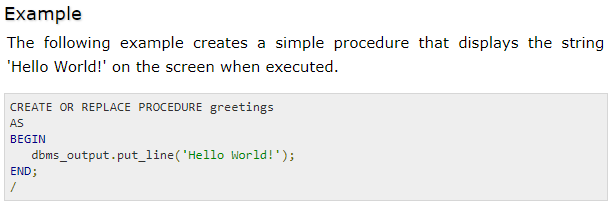 Example
The following example creates a simple procedure that displays the string
'Hello World!' on the screen when executed.
CREATE OR REPLACE PROCEDURE greetings
AS
BEGIN
   dbms_output.put_line('Hello World!');
END;
/